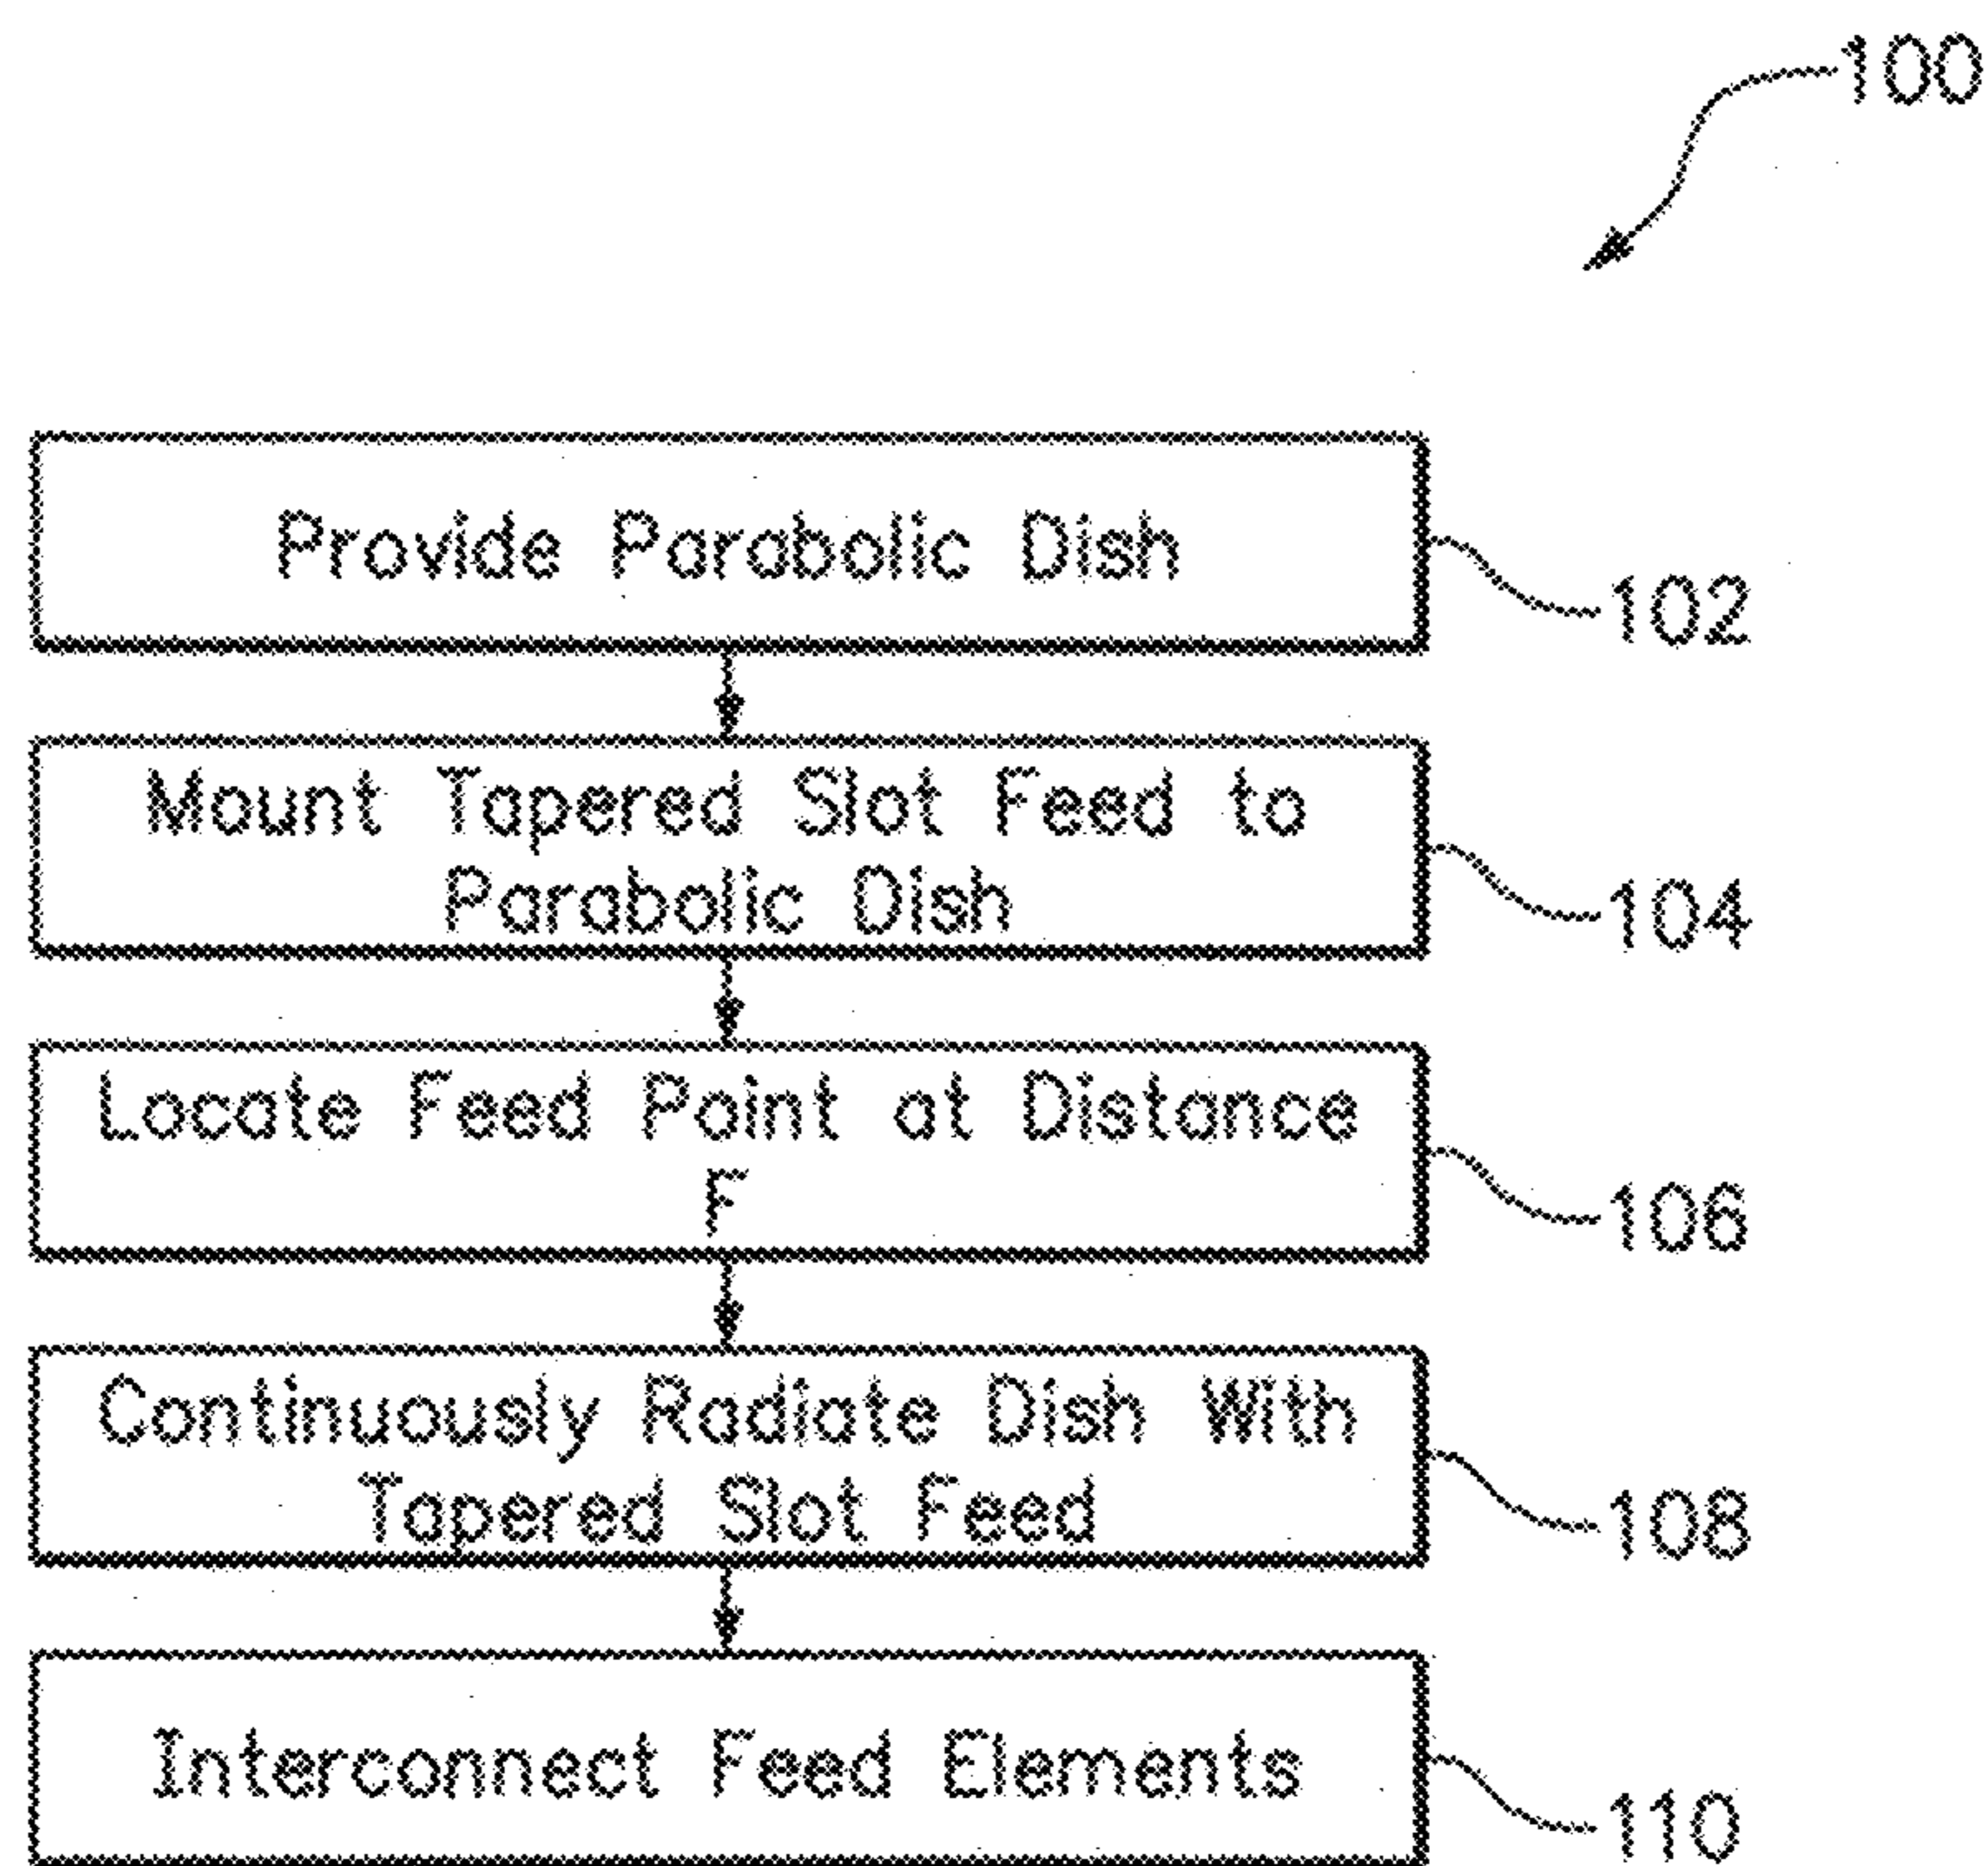 100
Provide Parabolic Dish
102
Mount Tapered Slot Feed to
Parabolic Dish
104
Locate Feed Point at Distance
F
106
Continuously Radiate Dish With
Tapered Slot Feed
108
Interconnect Feed Elements
110